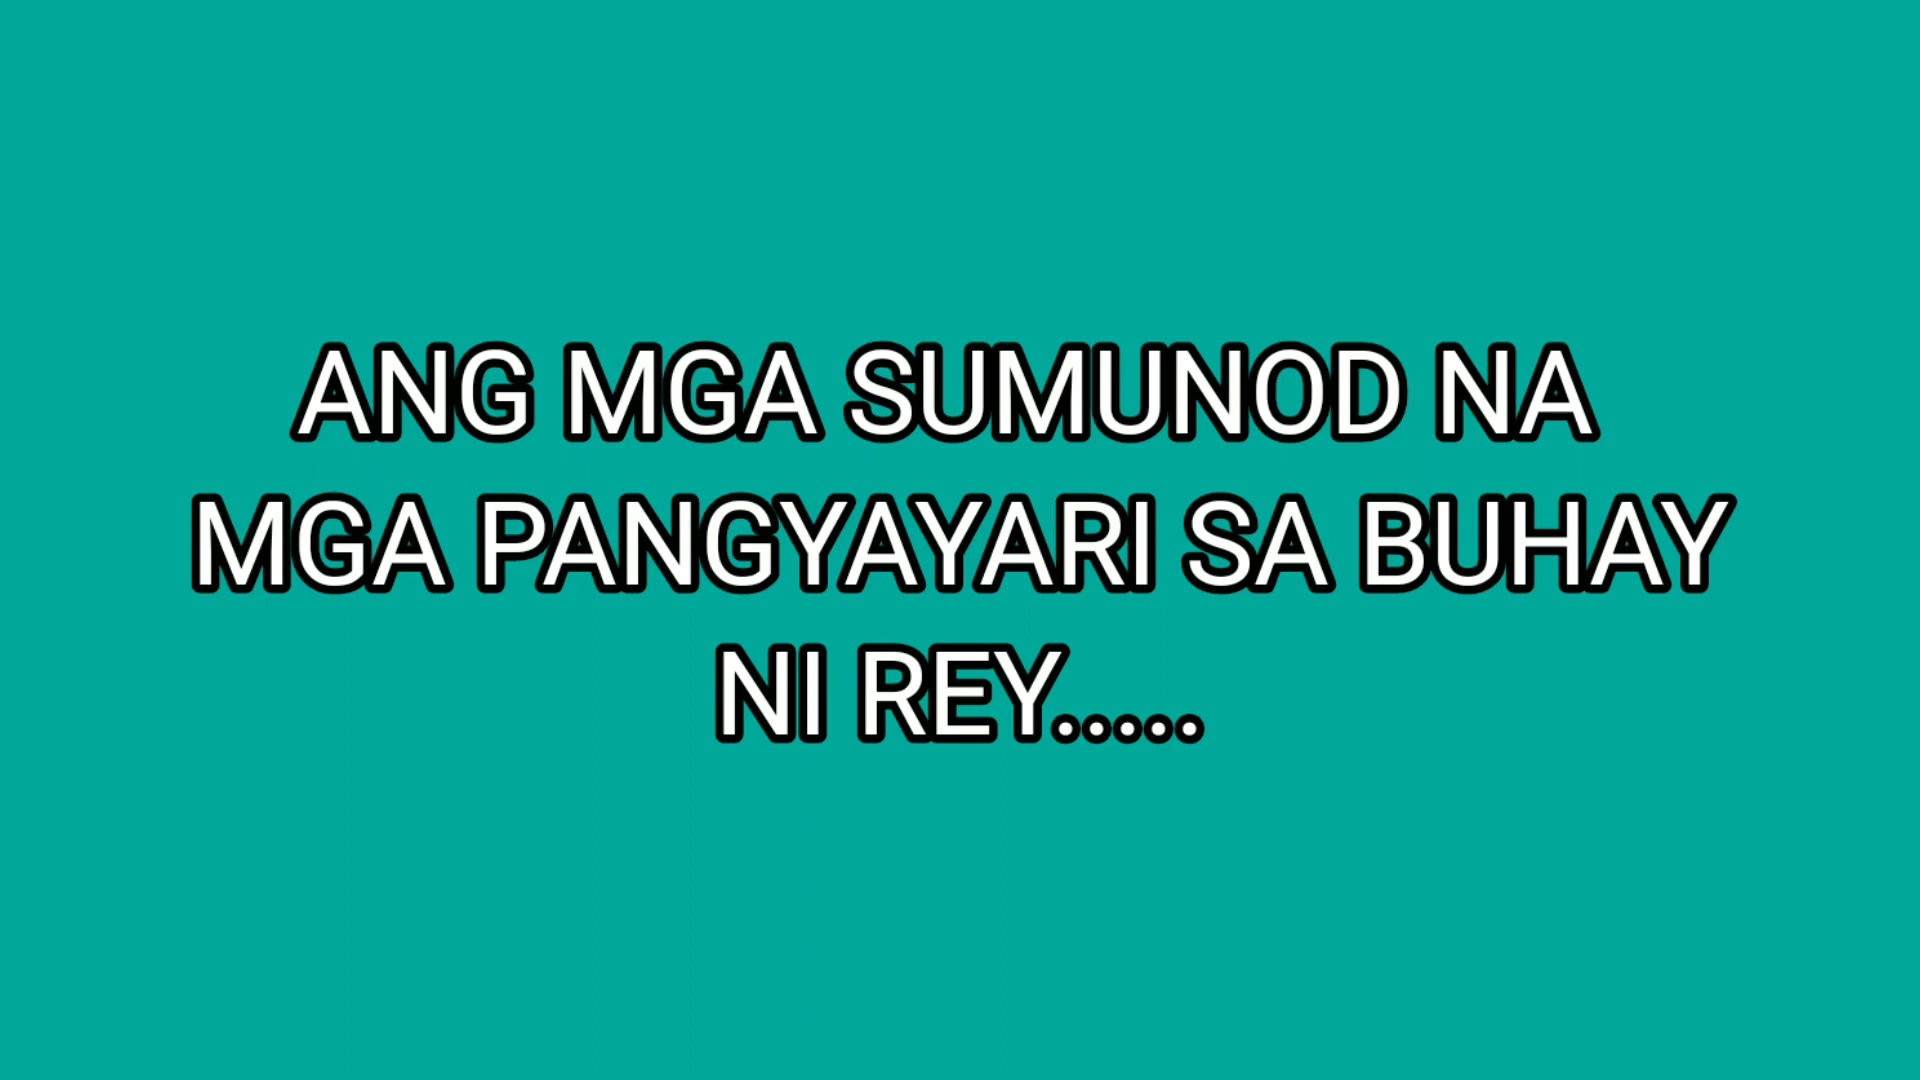 ANG MGA SUMUNOD NA
MGA PANGYAYARI SA BUHAY
NI REY.....